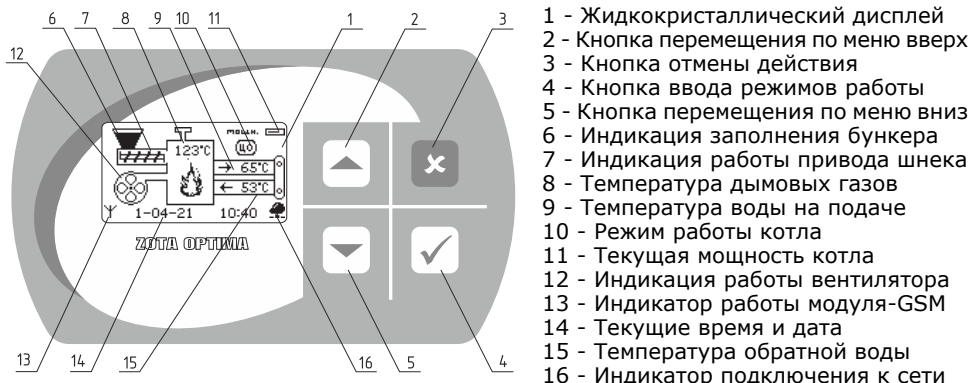 6 7 8 9 10 11 1 2 3
12
мощн.
ЦО
123°C
→ 65°C
← 53°C
1-04-21 10:40
ZOTA OPTIMA
13 14 15 16 5 4
1 - Жидкокристаллический дисплей
2 - Кнопка перемещения по меню вверх
3 - Кнопка отмены действия
4 - Кнопка ввода режимов работы
5 - Кнопка перемещения по меню вниз
6 - Индикация заполнения бункера
7 - Индикация работы привода шнека
8 - Температура дымовых газов
9 - Температура воды на подаче
10 - Режим работы котла
11 - Текущая мощность котла
12 - Индикация работы вентилятора
13 - Индикатор работы модуля-GSM
14 - Текущие время и дата
15 - Температура обратной воды
16 - Индикатор подключения к сети